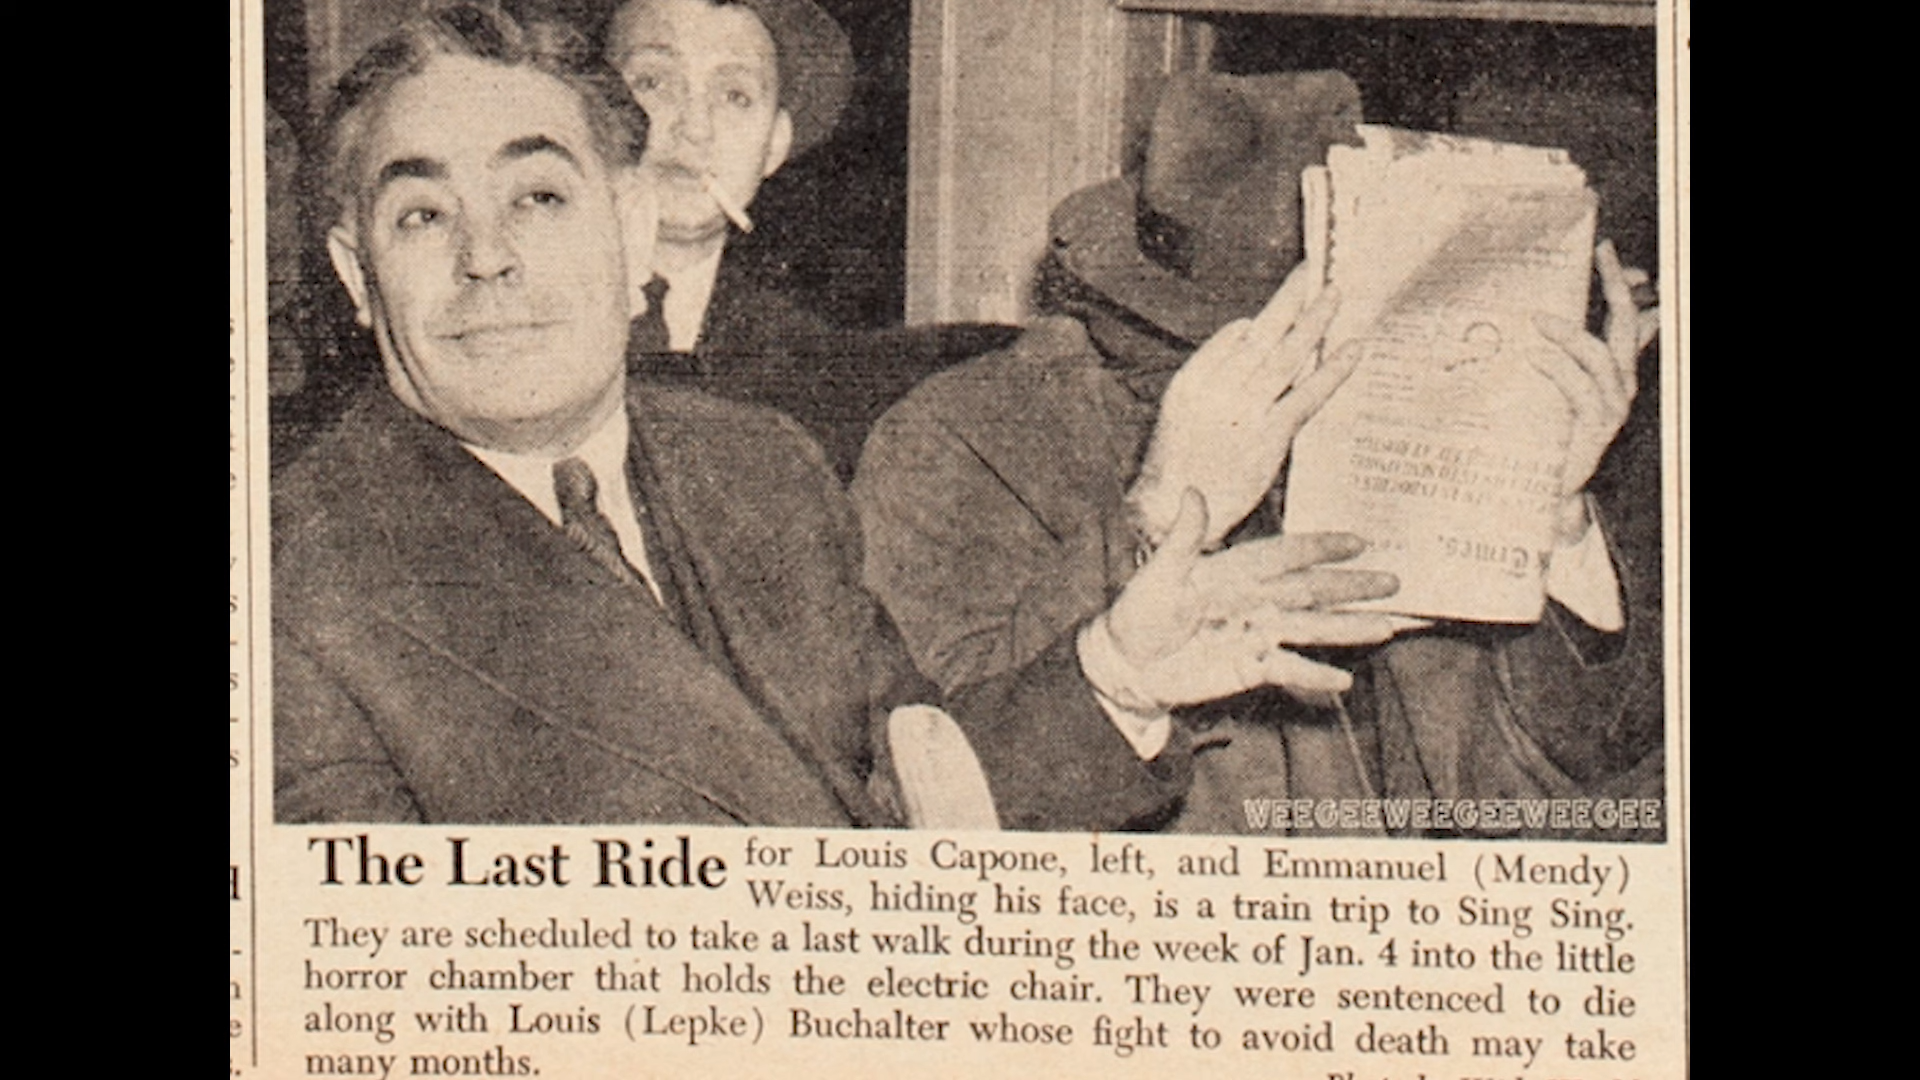 WEEGEEWEEGEEWEEGEE
The Last Ride for Louis Capone, left, and Emmanuel (Mendy)
Weiss, hiding his face, is a train trip to Sing Sing.
They are scheduled to take a last walk during the week of Jan. 4 into the little
horror chamber that holds the electric chair. They were sentenced to die
along with Louis (Lepke) Buchalter whose fight to avoid death may take
many months.